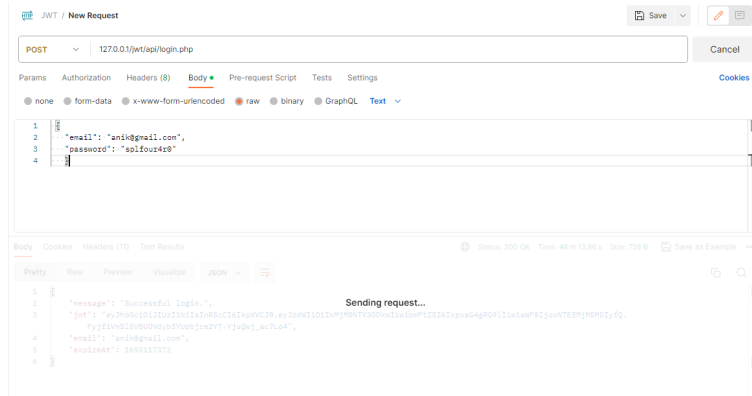 HTTP JWT / New Request Save
POST 127.0.0.1/jwt/api/login.php Cancel
Params Authorization Headers (8) Body Pre-request Script Tests Settings Cookies
none form-data x-www-form-urlencoded raw binary GraphQL Text
1 {
2 "email": "anik@gmail.com",
3 "password": "splfour4r0"
4 }
Body Cookies Headers (11) Test Results Status: 200 OK Save as Example
Pretty Raw Preview Visualize JSON
Sending request...
1 {
2 "message": "Successful login.",
3 "jwt":
4 "email": "anik@gmail.com",
5 "expireAt": 
6 }